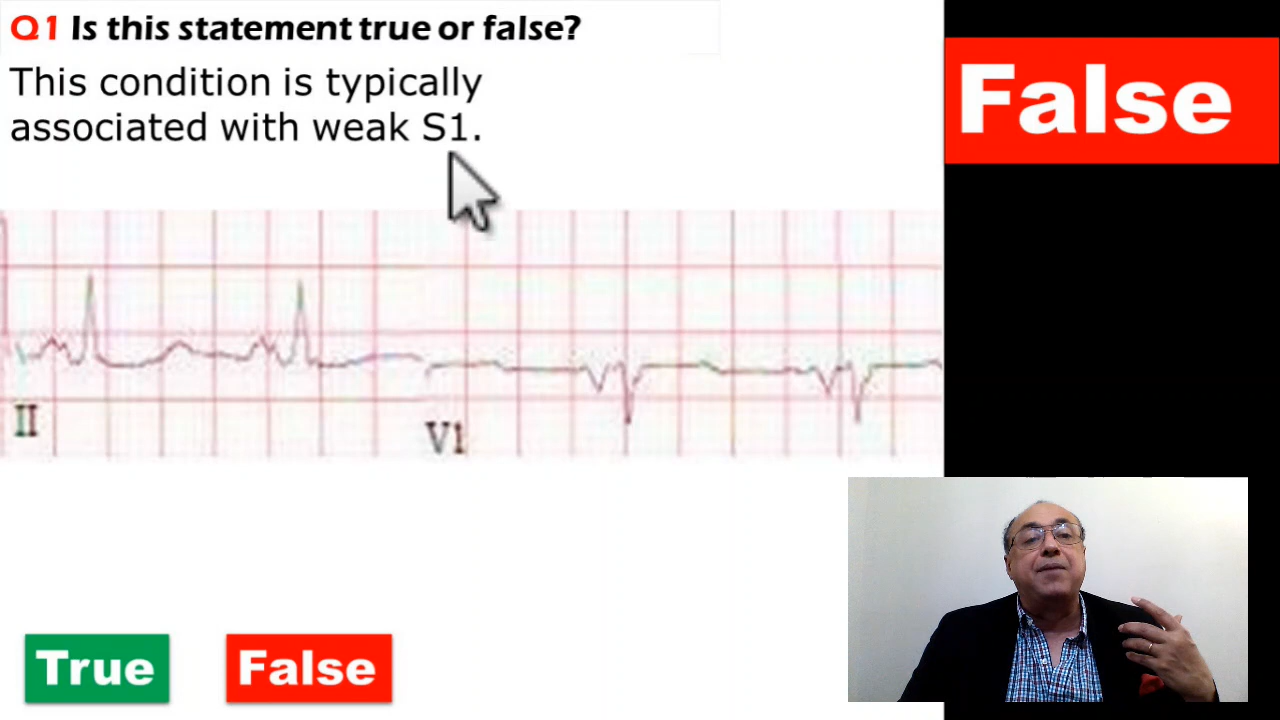 Q1 Is this statement true or false?
This condition is typically
associated with weak S1.
False
II
V1
True
False